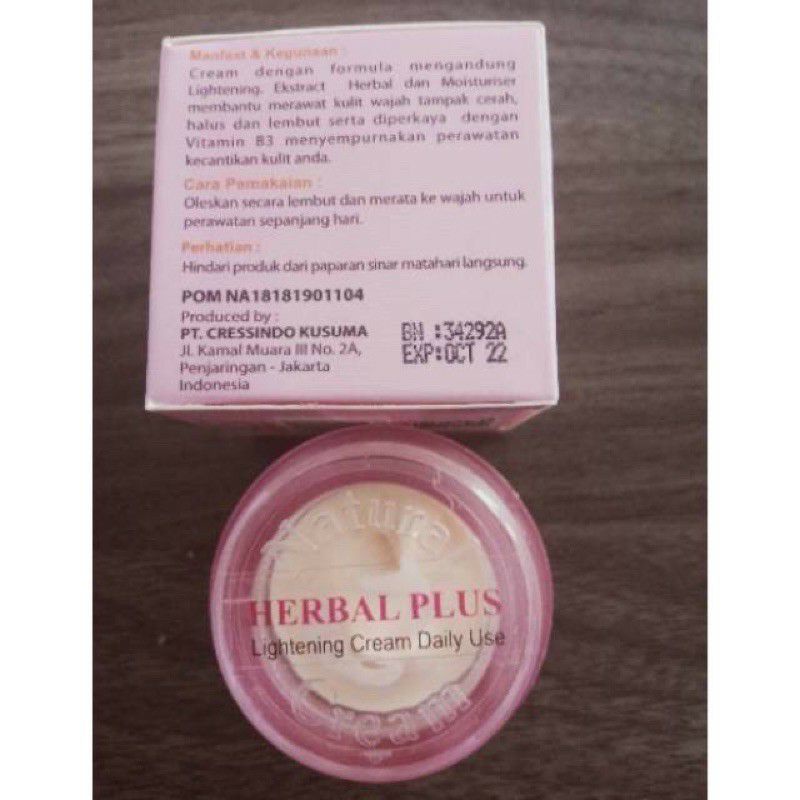 Manfaat & Kegunaan :
Cream dengan formula mengandung
Lightening, Ekstract Herbal dan Moisturiser
membantu merawat kulit wajah tampak cerah,
halus dan lembut serta diperkaya dengan
Vitamin B3 menyempurnakan perawatan
kecantikan kulit anda.
Cara Pemakaian :
Oleskan secara lembut dan merata ke wajah untuk
perawatan sepanjang hari.
Perhatian :
Hindari produk dari paparan sinar matahari langsung.
POM NA18181901104
Produced by :
PT. CRESSINDO KUSUMA
Jl. Kamal Muara III No. 2A,
Penjaringan - Jakarta
Indonesia
BN :34292A
EXP:OCT 22
Natural
HERBAL PLUS
Lightening Cream Daily Use
Cream